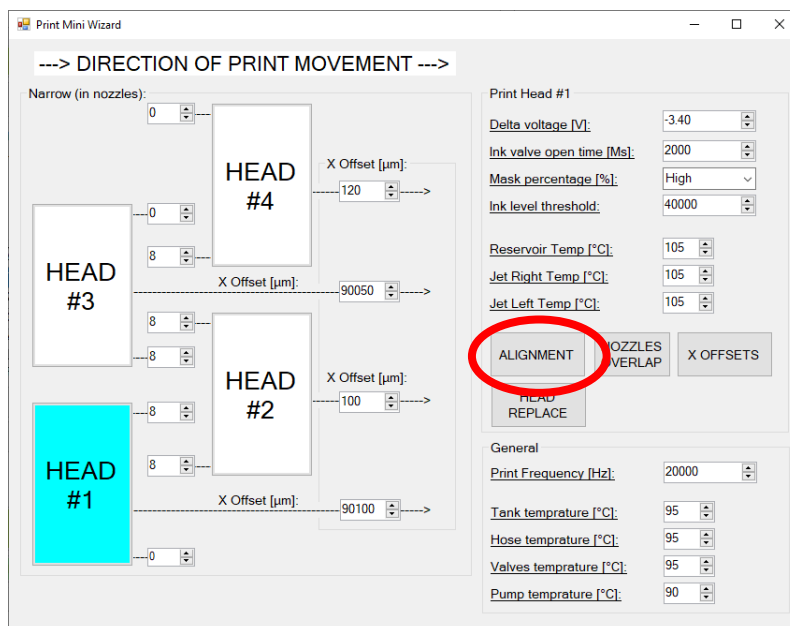 Print Mini Wizard
---> DIRECTION OF PRINT MOVEMENT --->
Narrow (in nozzles):
0
HEAD
#4
X Offset [µm]:
120
0
8
HEAD
#3
X Offset [µm]:
90050
8
8
HEAD
#2
X Offset [µm]:
100
8
8
HEAD
#1
X Offset [µm]:
90100
0
Print Head #1
Delta voltage [V]: -3.40
Ink valve open time [Ms]: 2000
Mask percentage [%]: High
Ink level threshold: 40000
Reservoir Temp [°C]: 105
Jet Right Temp [°C]: 105
Jet Left Temp [°C]: 105
ALIGNMENT
X OFFSETS
HEAD
REPLACE
General
Print Frequency [Hz]: 20000
Tank temprature [°C]: 95
Hose temprature [°C]: 95
Valves temprature [°C]: 95
Pump temprature [°C]: 90